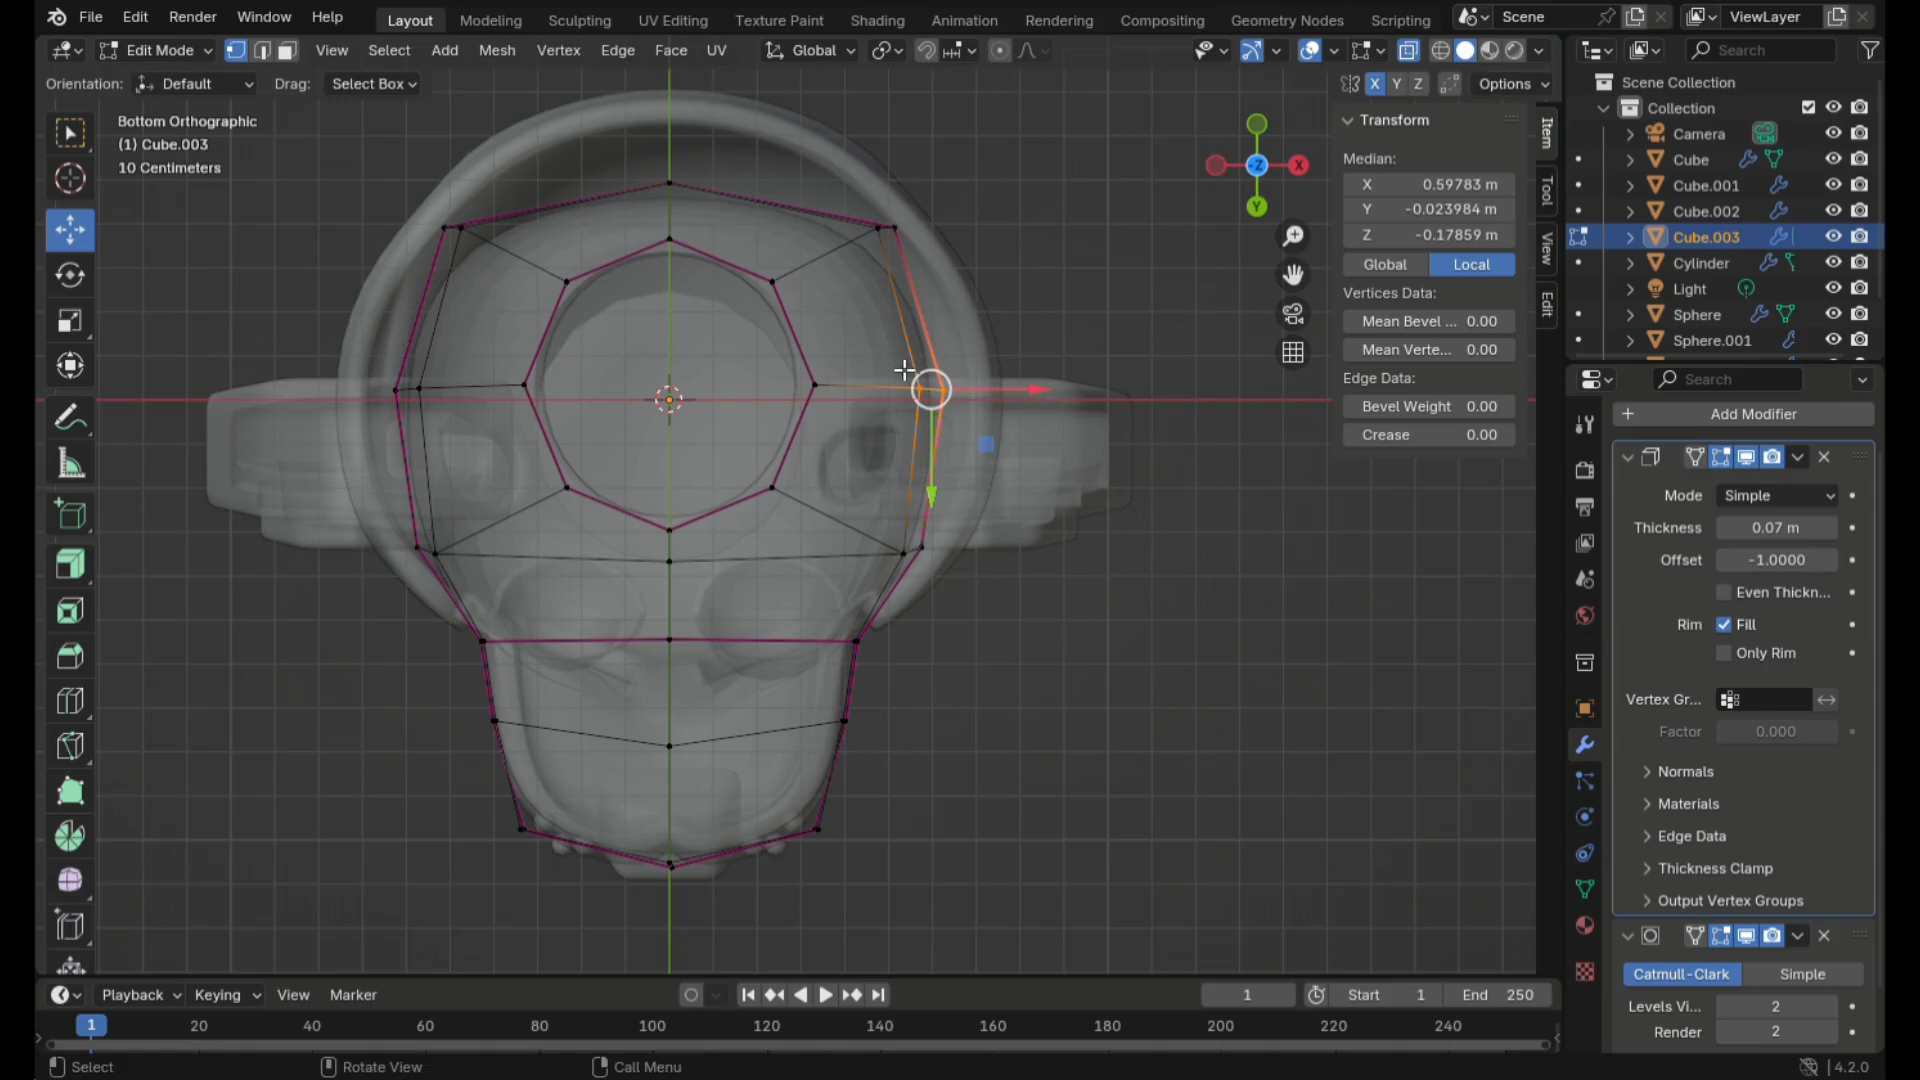 File Edit Render Window Help Layout Modeling Sculpting UV Editing Texture Paint Shading Animation Rendering Compositing Geometry Nodes Scripting Scene ViewLayer
Edit Mode View Select Add Mesh Vertex Edge Face UV Global Search
Orientation: Default Drag: Select Box X Y Z Options
Bottom Orthographic
(1) Cube.003
10 Centimeters
X
-Z
Y
Transform
Median:
X 0.59783 m
Y -0.023984 m
Z -0.17859 m
Global Local
Vertices Data:
Mean Bevel ... 0.00
Mean Verte... 0.00
Edge Data:
Bevel Weight 0.00
Crease 0.00
Item
Tool
View
Edit
Scene Collection
Collection
Camera
Cube
Cube.001
Cube.002
Cube.003
Cylinder
Light
Sphere
Sphere.001
Search
Add Modifier
Mode Simple
Thickness 0.07 m
Offset -1.0000
Even Thickn...
Rim Fill
Only Rim
Vertex Gr...
Factor 0.000
Normals
Materials
Edge Data
Thickness Clamp
Output Vertex Groups
Catmull-Clark Simple
Levels Vi... 2
Render 2
Playback Keying View Marker 1 Start 1 End 250
1 20 40 60 80 100 120 140 160 180 200 220 240
Select Rotate View Call Menu 4.2.0